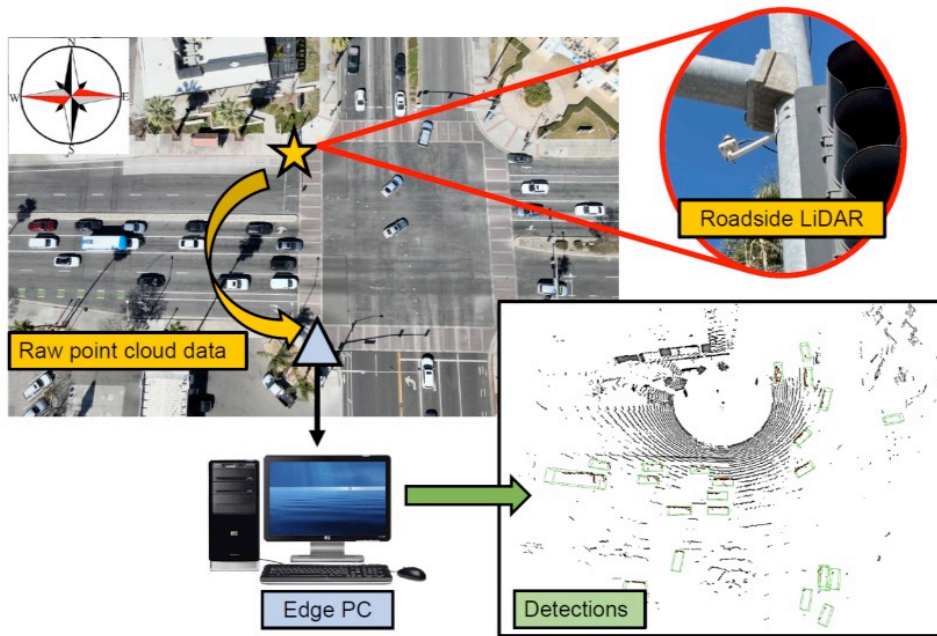 N
W
E
S
Roadside LiDAR
Raw point cloud data
Edge PC
Detections